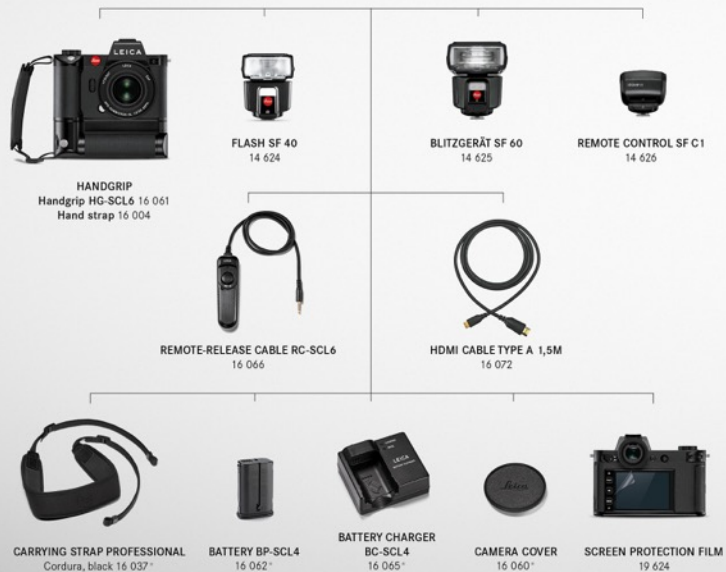 LEICA
HANDGRIP
Handgrip HG-SCL6 16 061
Hand strap 16 004
FLASH SF 40
14 624
BLITZGERÄT SF 60
14 625
REMOTE CONTROL SF C1
14 626
REMOTE-RELEASE CABLE RC-SCL6
16 066
HDMI CABLE TYPE A 1,5M
16 072
LEICA
Leica
CARRYING STRAP PROFESSIONAL
Cordura, black 16 037*
BATTERY BP-SCL4
16 062*
BATTERY CHARGER
BC-SCL4
16 065*
CAMERA COVER
16 060*
SCREEN PROTECTION FILM
19 624